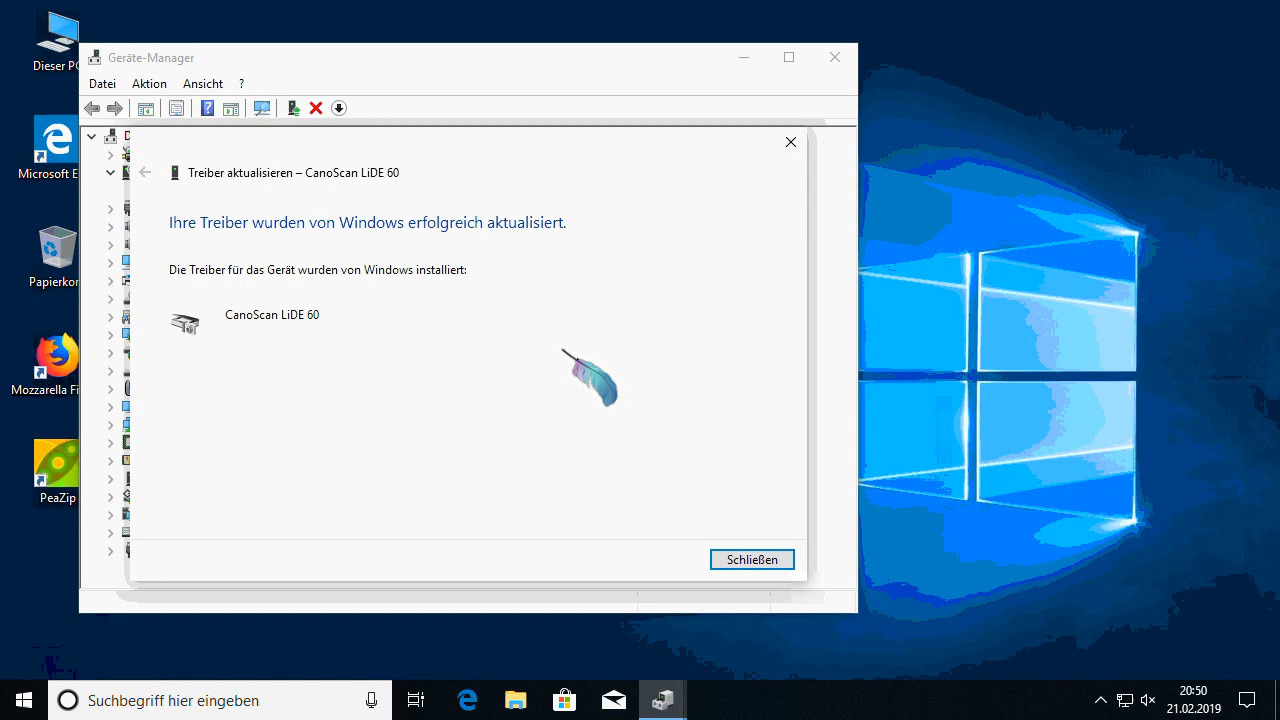 Dieser PC
Microsoft E
Papierkor
Mozzarella Fi
PeaZip
Geräte-Manager
Datei Aktion Ansicht ?
D
Treiber aktualisieren – CanoScan LiDE 60
Ihre Treiber wurden von Windows erfolgreich aktualisiert.
Die Treiber für das Gerät wurden von Windows installiert:
CanoScan LiDE 60
Schließen
Suchbegriff hier eingeben
20:50
21.02.2019